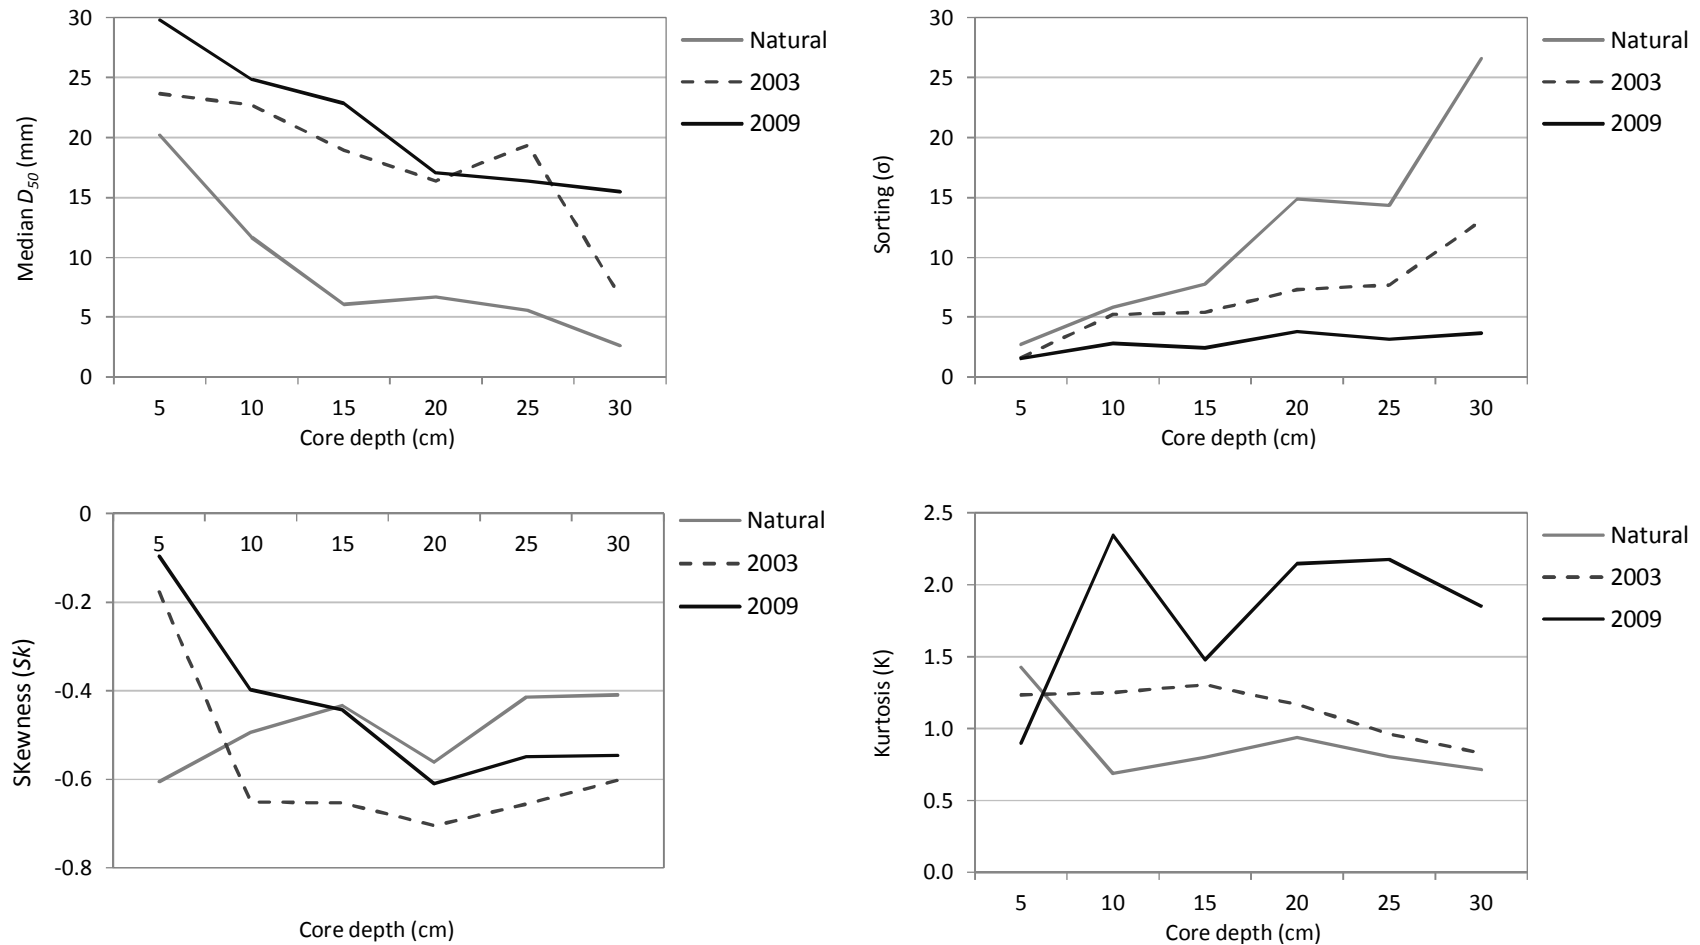 30
25
20
15
10
5
0
Median D50 (mm)
5 10 15 20 25 30
Core depth (cm)
Natural
2003
2009
30
25
20
15
10
5
0
Sorting (σ)
5 10 15 20 25 30
Core depth (cm)
Natural
2003
2009
0
-0.2
-0.4
-0.6
-0.8
SKewness (Sk)
5 10 15 20 25 30
Core depth (cm)
Natural
2003
2009
2.5
2.0
1.5
1.0
0.5
0.0
Kurtosis (K)
5 10 15 20 25 30
Core depth (cm)
Natural
2003
2009